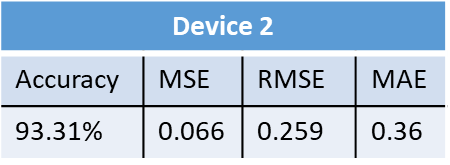 Device 2
Accuracy MSE RMSE MAE
93.31% 0.066 0.259 0.36